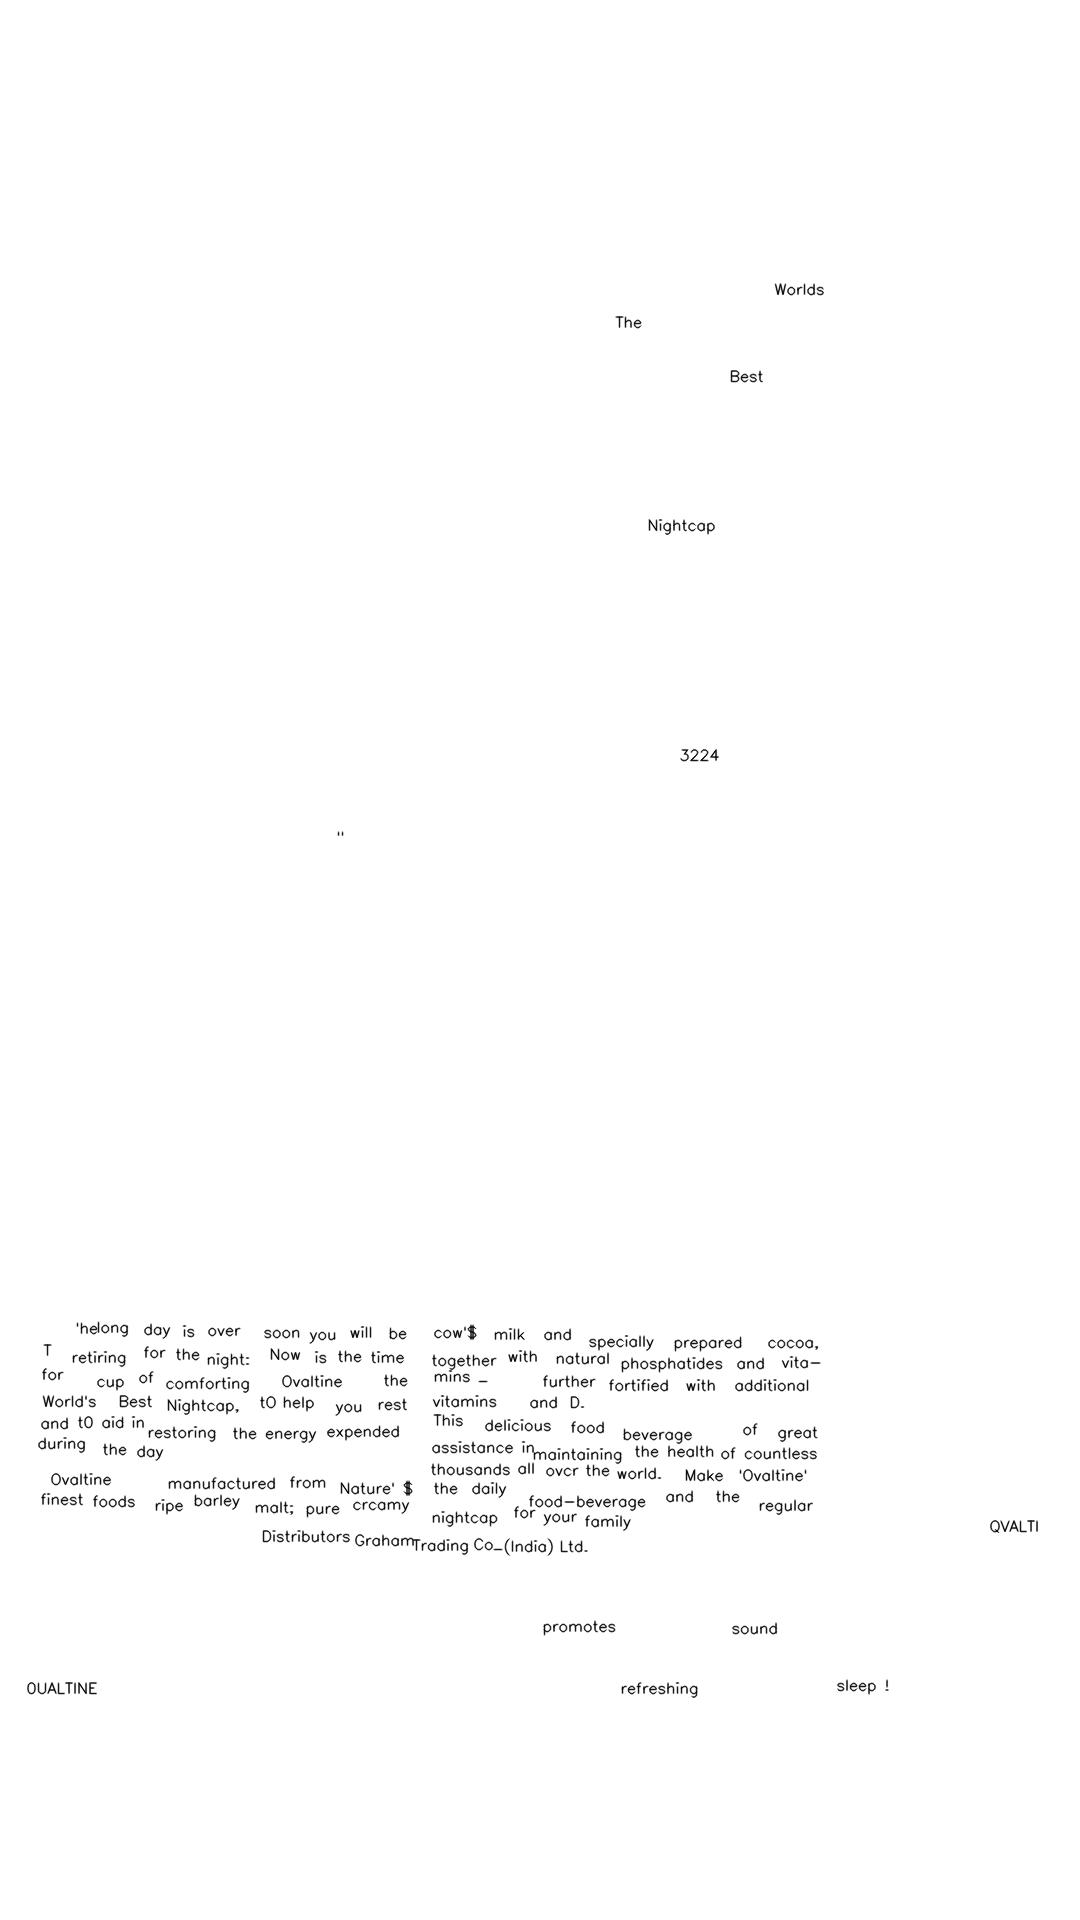 Worlds
The
Best
Nightcap
3224
"
'helong day is over soon you will be
T retiring for the night: Now is the time
for cup of comforting Ovaltine the
World's Best Nightcap, tO help you rest
and tO aid in restoring the energy expended
during the day
Ovaltine manufactured from Nature' $
finest foods ripe barley malt; pure crcamy
cow'$ milk and specially prepared cocoa,
together with natural phosphatides and vita-
mins _ further fortified with additional
vitamins and D.
This delicious food beverage of great
assistance in maintaining the health of countless
thousands all ovcr the world. Make 'Ovaltine'
the daily food-beverage and the regular
nightcap for your family
Distributors Graham Trading Co_(India) Ltd.
QVALTI
promotes sound
OUALTINE refreshing sleep !